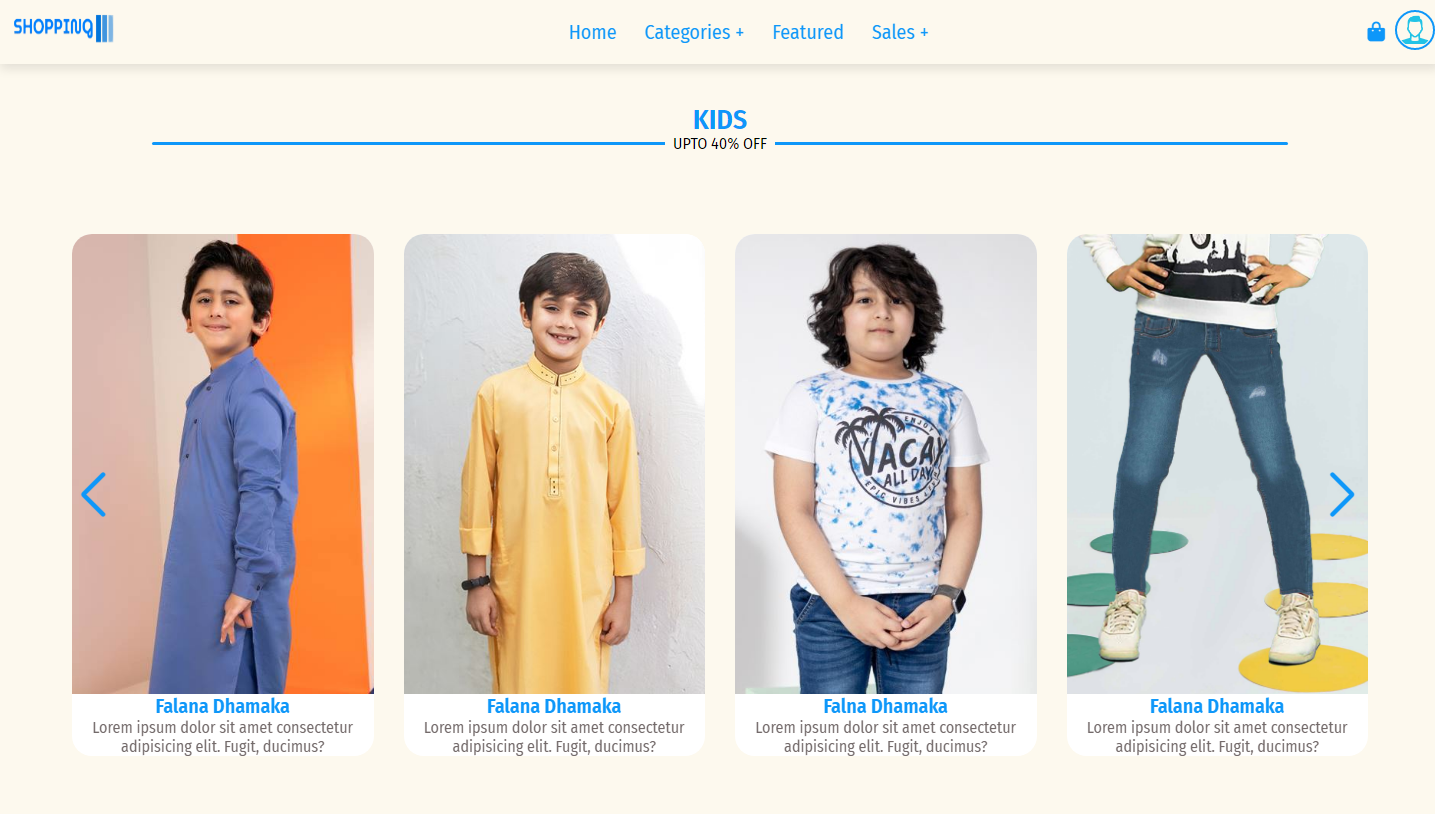 SHOPPING
Home Categories + Featured Sales +
KIDS
UPTO 40% OFF
ENJOY
VACAY
ALL DAY
EPIC VIBES
Falana Dhamaka
Lorem ipsum dolor sit amet consectetur
adipisicing elit. Fugit, ducimus?
Falana Dhamaka
Lorem ipsum dolor sit amet consectetur
adipisicing elit. Fugit, ducimus?
Falna Dhamaka
Lorem ipsum dolor sit amet consectetur
adipisicing elit. Fugit, ducimus?
Falana Dhamaka
Lorem ipsum dolor sit amet consectetur
adipisicing elit. Fugit, ducimus?